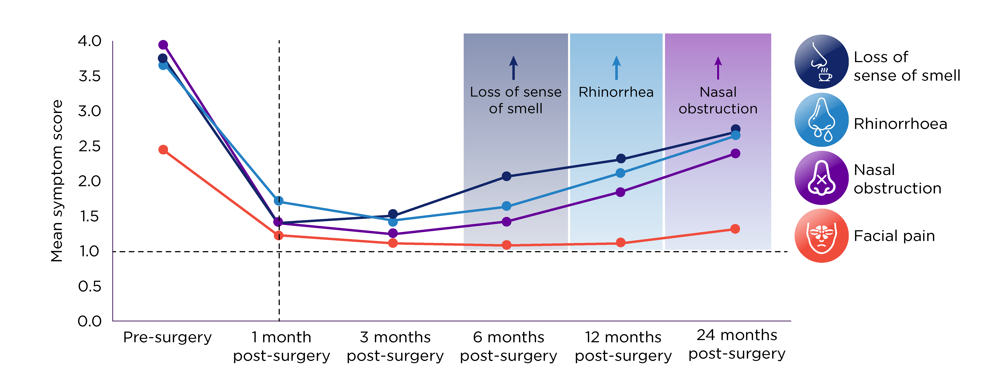 Mean symptom score
4.0
3.5
3.0
2.5
2.0
1.5
1.0
0.5
0.0
Pre-surgery
1 month
post-surgery
3 months
post-surgery
6 months
post-surgery
12 months
post-surgery
24 months
post-surgery
Loss of sense
of smell
Rhinorrhea
Nasal
obstruction
Loss of
sense of smell
Rhinorrhoea
Nasal
obstruction
Facial pain